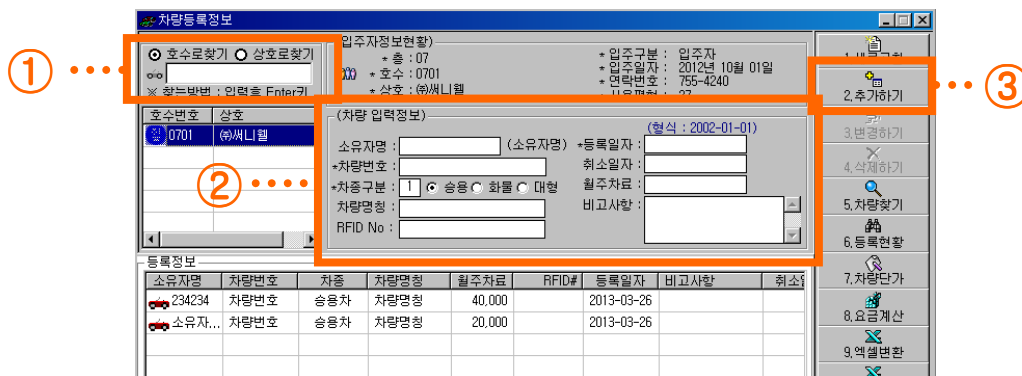 차량등록정보
①
호수로찾기 상호로찾기
※ 찾는방법 : 입력후 Enter키
입주자정보현황)
* 층 : 07
* 호수 : 0701
* 상호 : ㈜써니웰
* 입주구분 : 입주자
* 입주일자 : 2012년 10월 01일
* 연락번호 : 755-4240
③
2,추가하기
3,변경하기
4,삭제하기
5,차량찾기
6,등록현황
7,차량단가
8,요금계산
9,엑셀변환
호수번호 상호
0701 ㈜써니웰
②
(차량 입력정보)
(형식 : 2002-01-01)
소유자명 : (소유자명) *등록일자 :
*차량번호 : 취소일자 :
*차종구분 : 1 승용 화물 대형 월주차료 :
차량명칭 : 비고사항 :
RFID No :
등록정보
소유자명 차량번호 차종 차량명칭 월주차료 RFID# 등록일자 비고사항
234234 차량번호 승용차 차량명칭 40,000 2013-03-26
소유자... 차량번호 승용차 차량명칭 20,000 2013-03-26